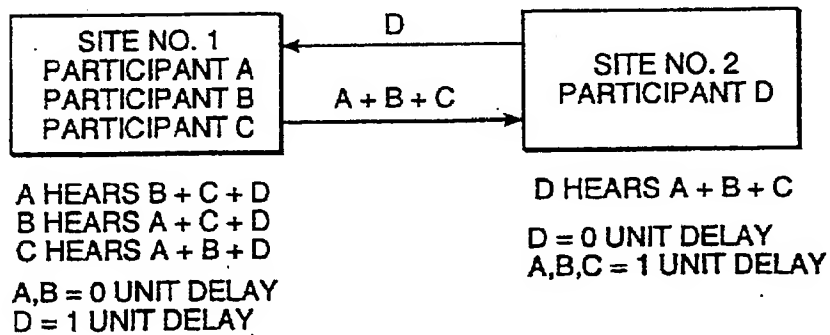 SITE NO. 1
PARTICIPANT A
PARTICIPANT B
PARTICIPANT C
D
A + B + C
SITE NO. 2
PARTICIPANT D
A HEARS B + C + D
B HEARS A + C + D
C HEARS A + B + D
A,B = 0 UNIT DELAY
D = 1 UNIT DELAY
D HEARS A + B + C
D = 0 UNIT DELAY
A,B,C = 1 UNIT DELAY